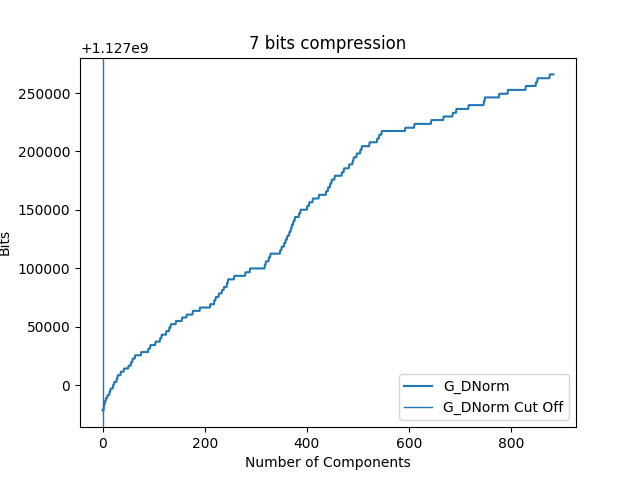 7 bits compression
+1.127e9
250000
200000
150000
100000
50000
0
Bits
0 200 400 600 800
Number of Components
G_DNorm
G_DNorm Cut Off